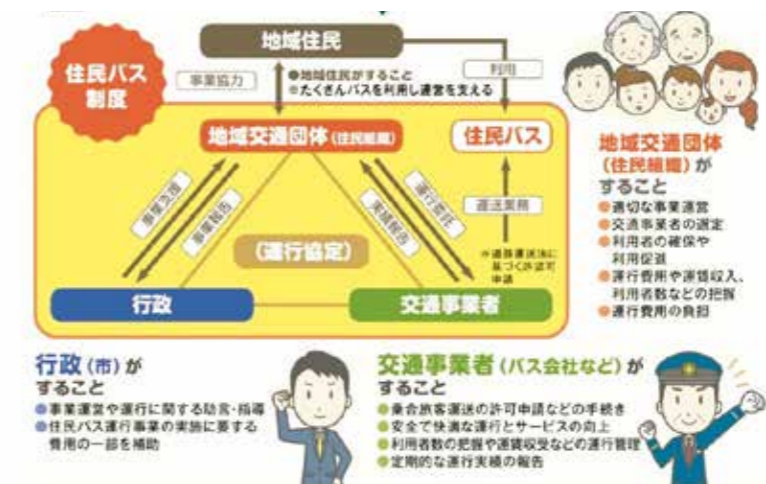 地域住民
住民バス
制度
事業協力
●地域住民がすること
※たくさんバスを利用し運営を支える
利用
地域交通団体(住民組織)
住民バス
事業支援
事業報告
実績報告
運行委託
運送業務
(運行協定)
※道路運送法に
基づく許認可
申請
行政
交通事業者
地域交通団体
(住民組織)が
すること
●適切な事業運営
●交通事業者の選定
●利用者の確保や
利用促進
●運行費用や運賃収入、
利用者数などの把握
●運行費用の負担
行政(市)が
すること
●事業運営や運行に関する助言・指導
●住民バス運行事業の実施に要する
費用の一部を補助
交通事業者(バス会社など)が
すること
●乗合旅客運送の許可申請などの手続き
●安全で快適な運行とサービスの向上
●利用者数の把握や運賃収受などの運行管理
●定期的な運行実績の報告